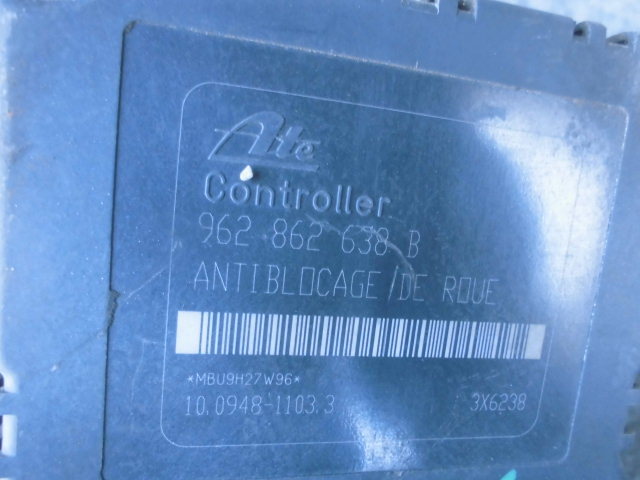 Ate
Controller
962 862 638 B
ANTIBLOCAGE/DE ROUE
*MBU9H27W96*
10.0948-1103.3 3X6238